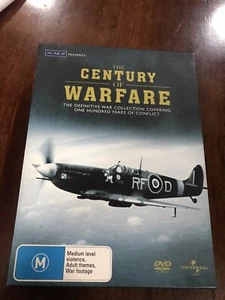 PRESENTS
THE
CENTURY
OF
WARFARE
THE DEFINITIVE WAR COLLECTION COVERING
ONE HUNDRED YEARS OF CONFLICT
RF D
M
Medium level
violence,
Adult themes,
War footage
DVD
UNIVERSAL